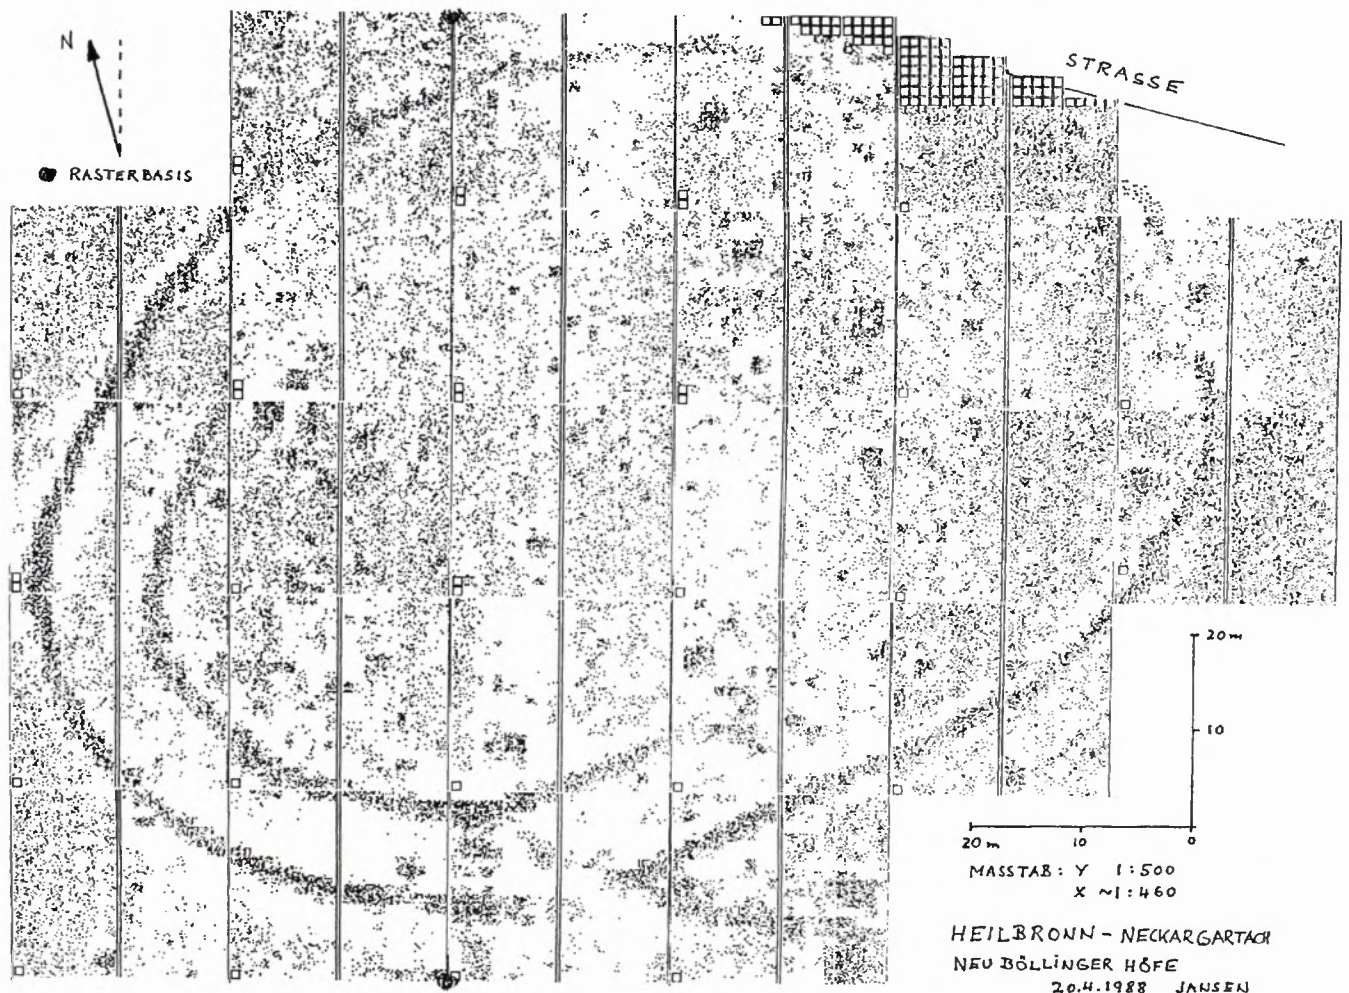 N
RASTERBASIS
STRASSE
20m
10
20m 10 0
MASSTAB: Y 1:500
X ~1:460
HEILBRONN - NECKARGARTACH
NEU BÖLLINGER HÖFE
20.4.1988 JANSEN